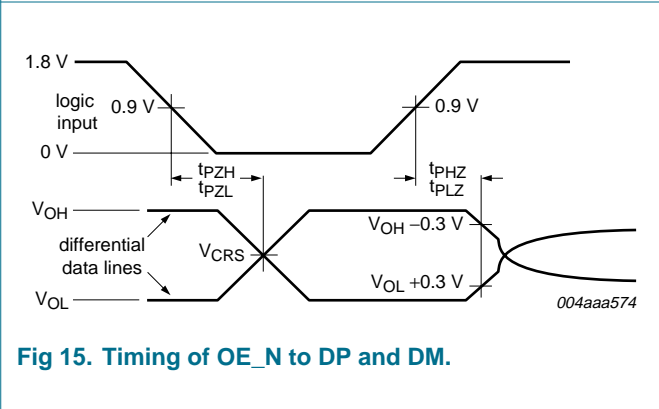 1.8 V
logic
input
0.9 V
0.9 V
0 V
tPZH
tPZL
tPHZ
tPLZ
VOH
VOH –0.3 V
differential
data lines
VCRS
VOL +0.3 V
VOL
004aaa574
Fig 15. Timing of OE_N to DP and DM.